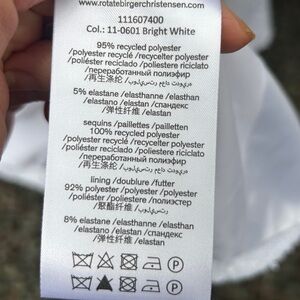 www.rotatebirgerchristensen.com
111607400
Col.: 11-0601 Bright White
95% recycled polyester
/polyester recyclé /recycelter polyester
/poliéster reciclado /poliestere riciclato
/переработанный полиэфир
/再生涤纶/
5% elastane /elasthanne /elasthan
/elastano /elastan /спандекс
/弹性纤维 /elastan
sequins /paillettes /pailletten
100% recycled polyester
/polyester recyclé /recycelter polyester
/poliéster reciclado /poliestere riciclato
/переработанный полиэфир
/再生涤纶/
lining /doublure /futter
92% polyester /polyester /polyester
/poliéster /poliestere /полиэстер
/聚酯纤维/
8% elastane /elasthanne /elasthan
/elastano /elastan /спандекс
/弹性纤维 /elastan
P
P